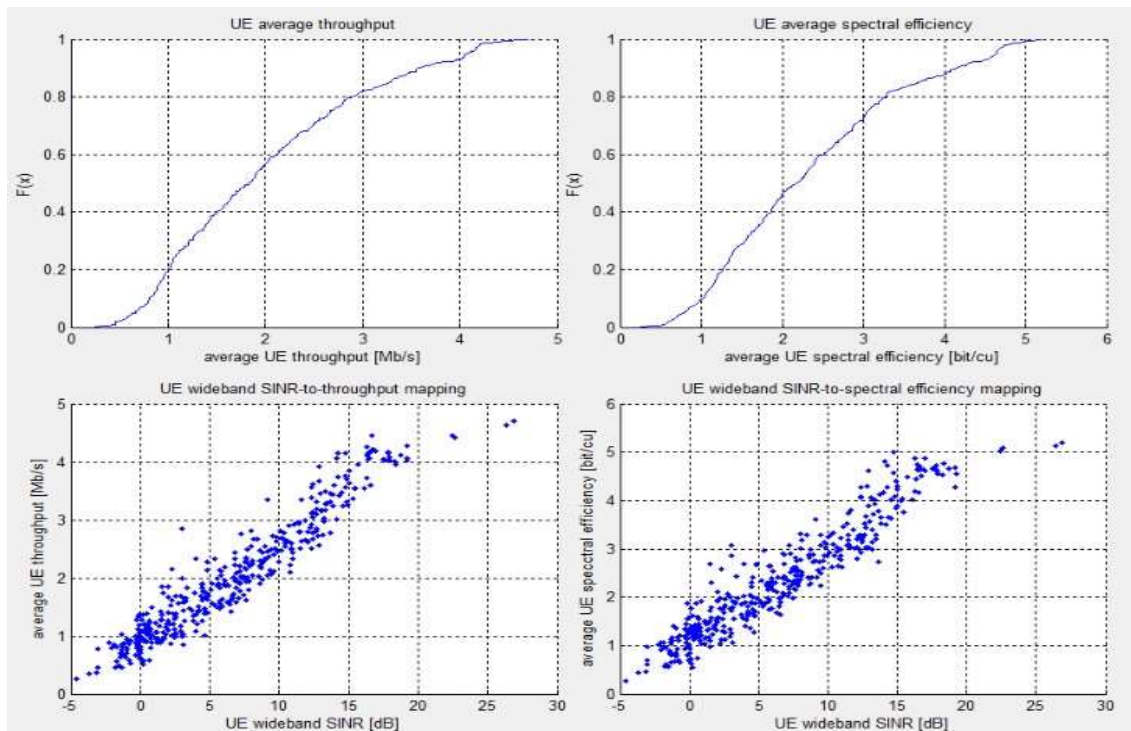 UE average throughput
1
0.8
0.6
0.4
0.2
0
F(x)
0 1 2 3 4 5
average UE throughput [Mb/s]
UE average spectral efficiency
1
0.8
0.6
0.4
0.2
0
F(x)
0 1 2 3 4 5 6
average UE spectral efficiency [bit/cu]
UE wideband SINR-to-throughput mapping
5
4
3
2
1
0
average UE throughput [Mb/s]
-5 0 5 10 15 20 25 30
UE wideband SINR [dB]
UE wideband SINR-to-spectral efficiency mapping
6
5
4
3
2
1
0
average UE specctral efficiency [bit/cu]
-5 0 5 10 15 20 25 30
UE wideband SINR [dB]